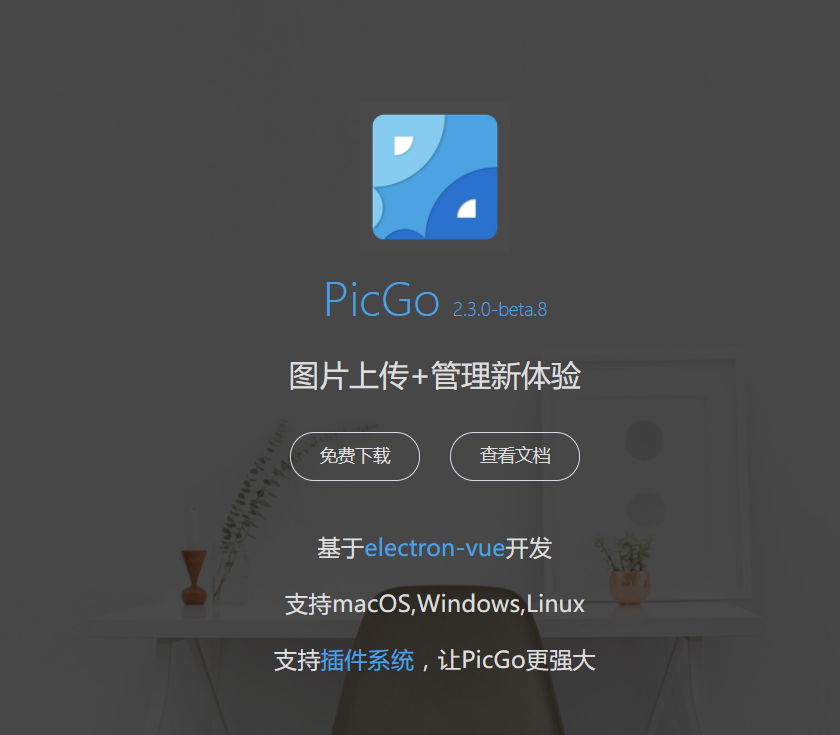 PicGo 2.3.0-beta.8
图片上传+管理新体验
免费下载 查看文档
基于electron-vue开发
支持macOS,Windows,Linux
支持插件系统，让PicGo更强大